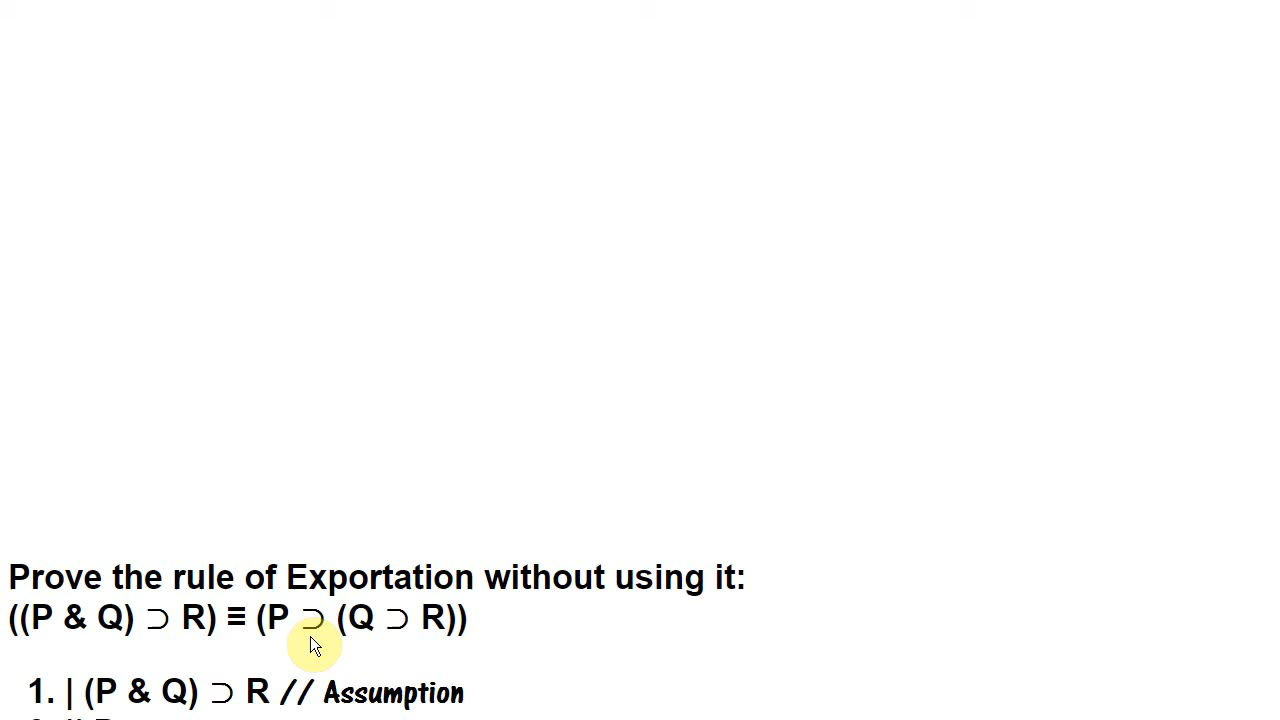 Prove the rule of Exportation without using it:
((P & Q) ⊃ R) ≡ (P ⊃ (Q ⊃ R))
1. | (P & Q) ⊃ R // Assumption